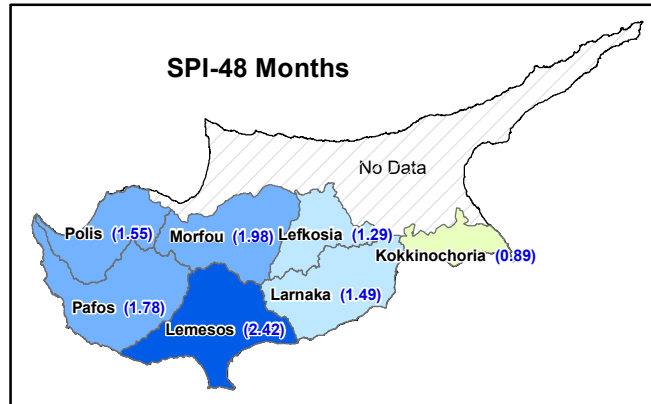 SPI-48 Months
No Data
Polis (1.55)
Morfou (1.98)
Lefkosia (1.29)
Kokkinochoria (0.89)
Pafos (1.78)
Larnaka (1.49)
Lemesos (2.42)